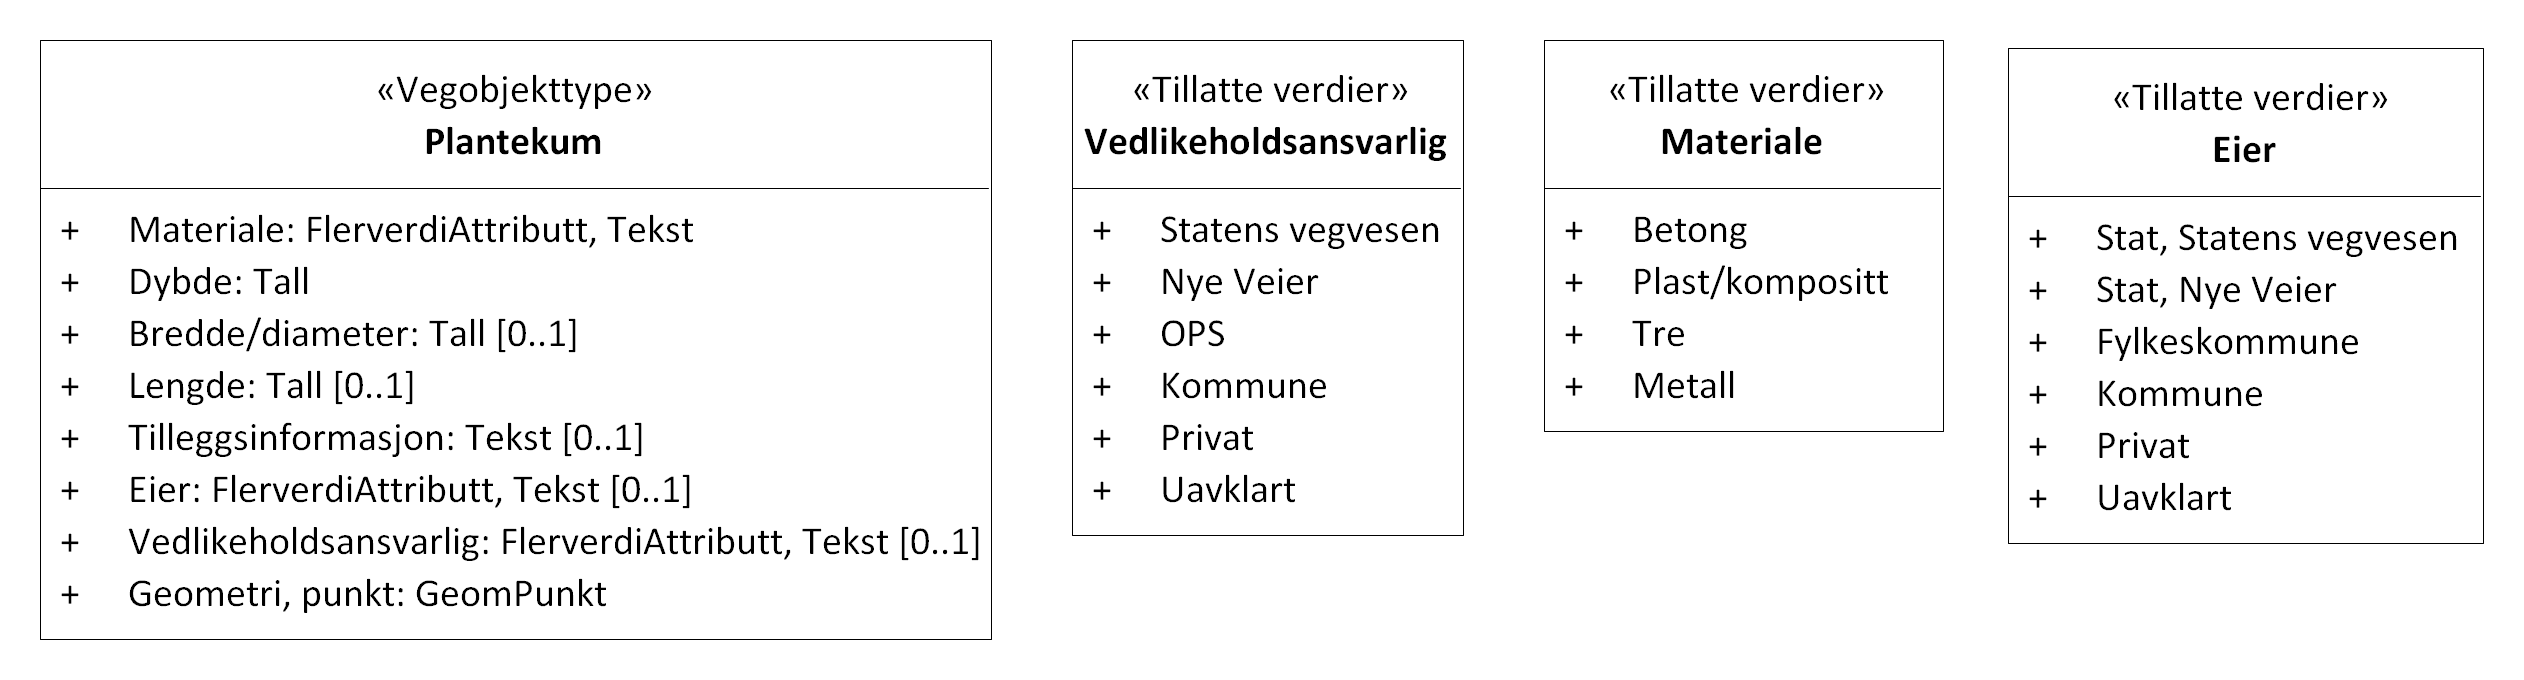 «Vegobjekttype»
Plantekum
+ Materiale: FlerverdiAttributt, Tekst
+ Dybde: Tall
+ Bredde/diameter: Tall [0..1]
+ Lengde: Tall [0..1]
+ Tilleggsinformasjon: Tekst [0..1]
+ Eier: FlerverdiAttributt, Tekst [0..1]
+ Vedlikeholdsansvarlig: FlerverdiAttributt, Tekst [0..1]
+ Geometri, punkt: GeomPunkt
«Tillatte verdier»
Vedlikeholdsansvarlig
+ Statens vegvesen
+ Nye Veier
+ OPS
+ Kommune
+ Privat
+ Uavklart
«Tillatte verdier»
Materiale
+ Betong
+ Plast/kompositt
+ Tre
+ Metall
«Tillatte verdier»
Eier
+ Stat, Statens vegvesen
+ Stat, Nye Veier
+ Fylkeskommune
+ Kommune
+ Privat
+ Uavklart